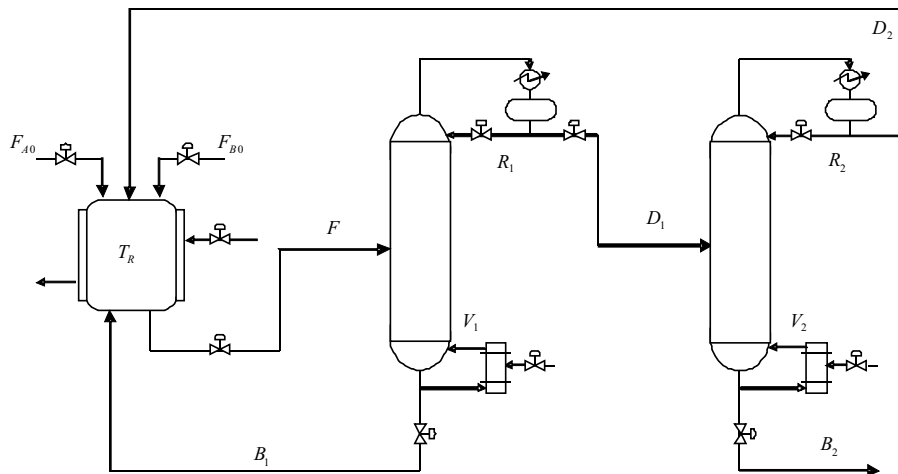 D₂
F_A0
F_B0
R₁
R₂
F
D₁
T_R
V₁
V₂
B₁
B₂